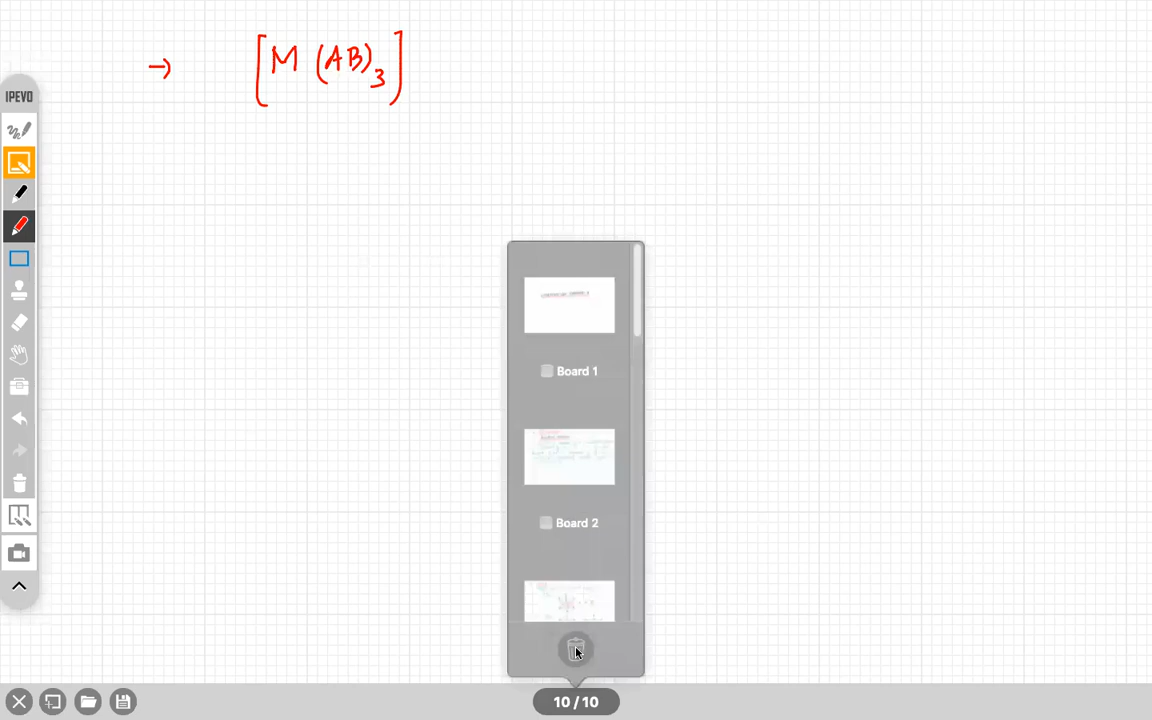 → [M (AB)₃]
IPEVO
Board 1
Board 2
10 / 10